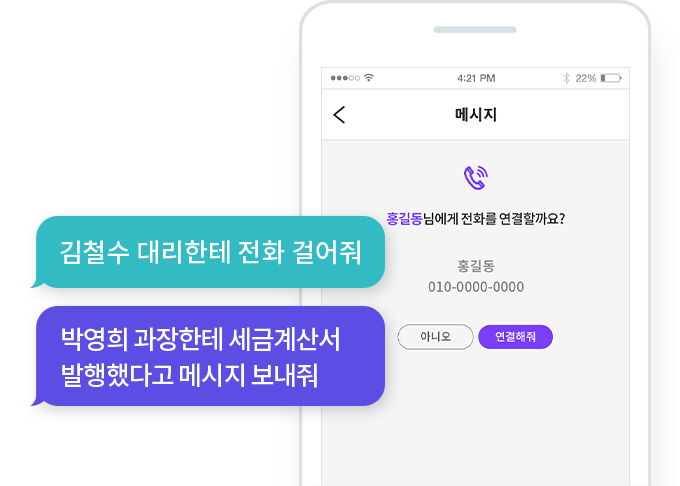 4:21 PM
22%
메시지
홍길동님에게 전화를 연결할까요?
김철수 대리한테 전화 걸어줘
홍길동
010-0000-0000
박영희 과장한테 세금계산서
발행했다고 메시지 보내줘
아니오
연결해줘